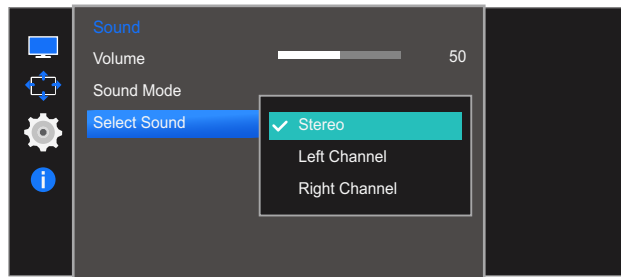 Sound
Volume 50
Sound Mode
Select Sound
Stereo
Left Channel
Right Channel